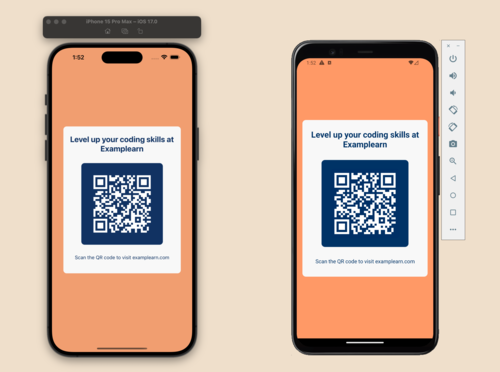 iPhone 15 Pro Max – iOS 17.0
1:52
Level up your coding skills at
Examplearn
Scan the QR code to visit examplearn.com
1:52
Level up your coding skills at
Examplearn
Scan the QR code to visit examplearn.com